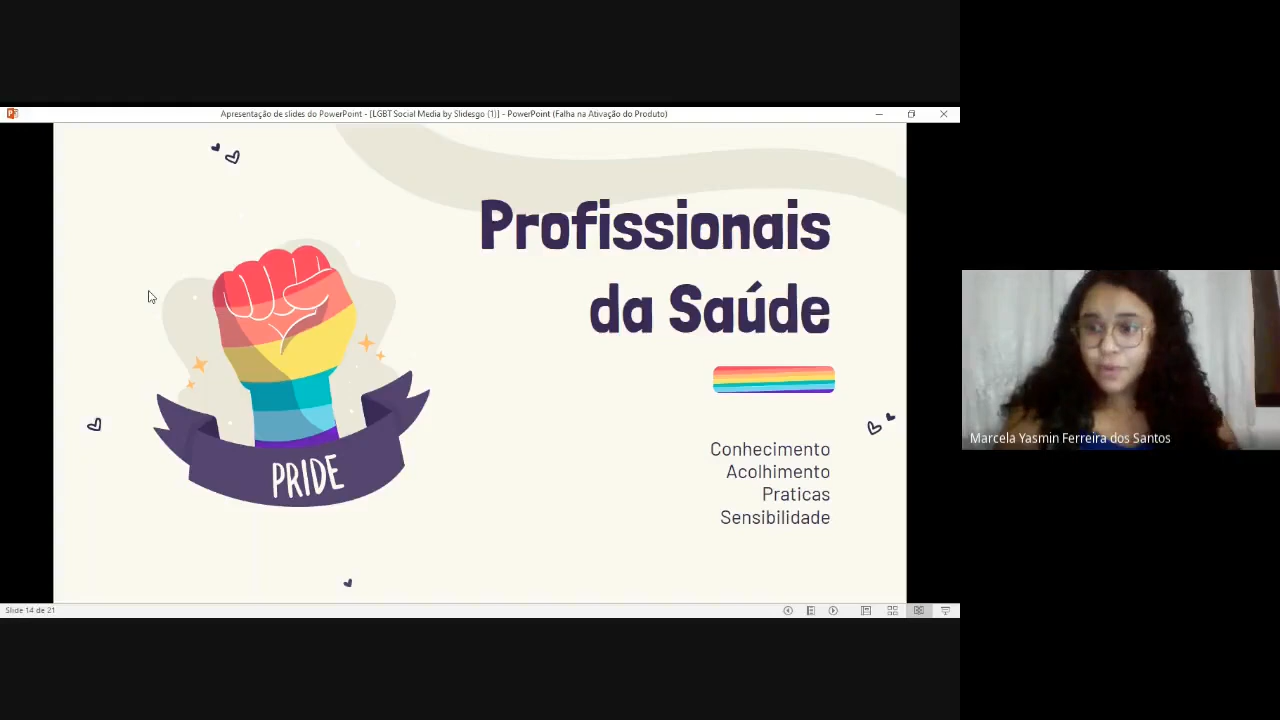 Apresentação de slides do PowerPoint - [LGBT Social Media by Slidesgo (1)] - PowerPoint (Falha na Ativação do Produto)
Profissionais
da Saúde
Conhecimento
Acolhimento
Praticas
Sensibilidade
PRIDE
Marcela Yasmin Ferreira dos Santos
Slide 14 de 21